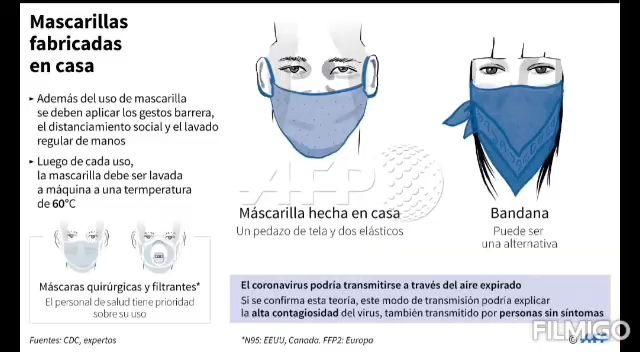 Mascarillas
fabricadas
en casa
Además del uso de mascarilla
se deben aplicar los gestos barrera,
el distanciamiento social y el lavado
regular de manos
Luego de cada uso,
la mascarilla debe ser lavada
a máquina a una termperatura
de 60°C
Máscaras quirúrgicas y filtrantes*
El personal de salud tiene prioridad
sobre su uso
AFP
Máscarilla hecha en casa
Un pedazo de tela y dos elásticos
Bandana
Puede ser
una alternativa
El coronavirus podría transmitirse a través del aire expirado
Si se confirma esta teoría, este modo de transmisión podría explicar
la alta contagiosidad del virus, también transmitido por personas sin síntomas
Fuentes: CDC, expertos
*N95: EEUU, Canada. FFP2: Europa
© AFP
FILMIGO